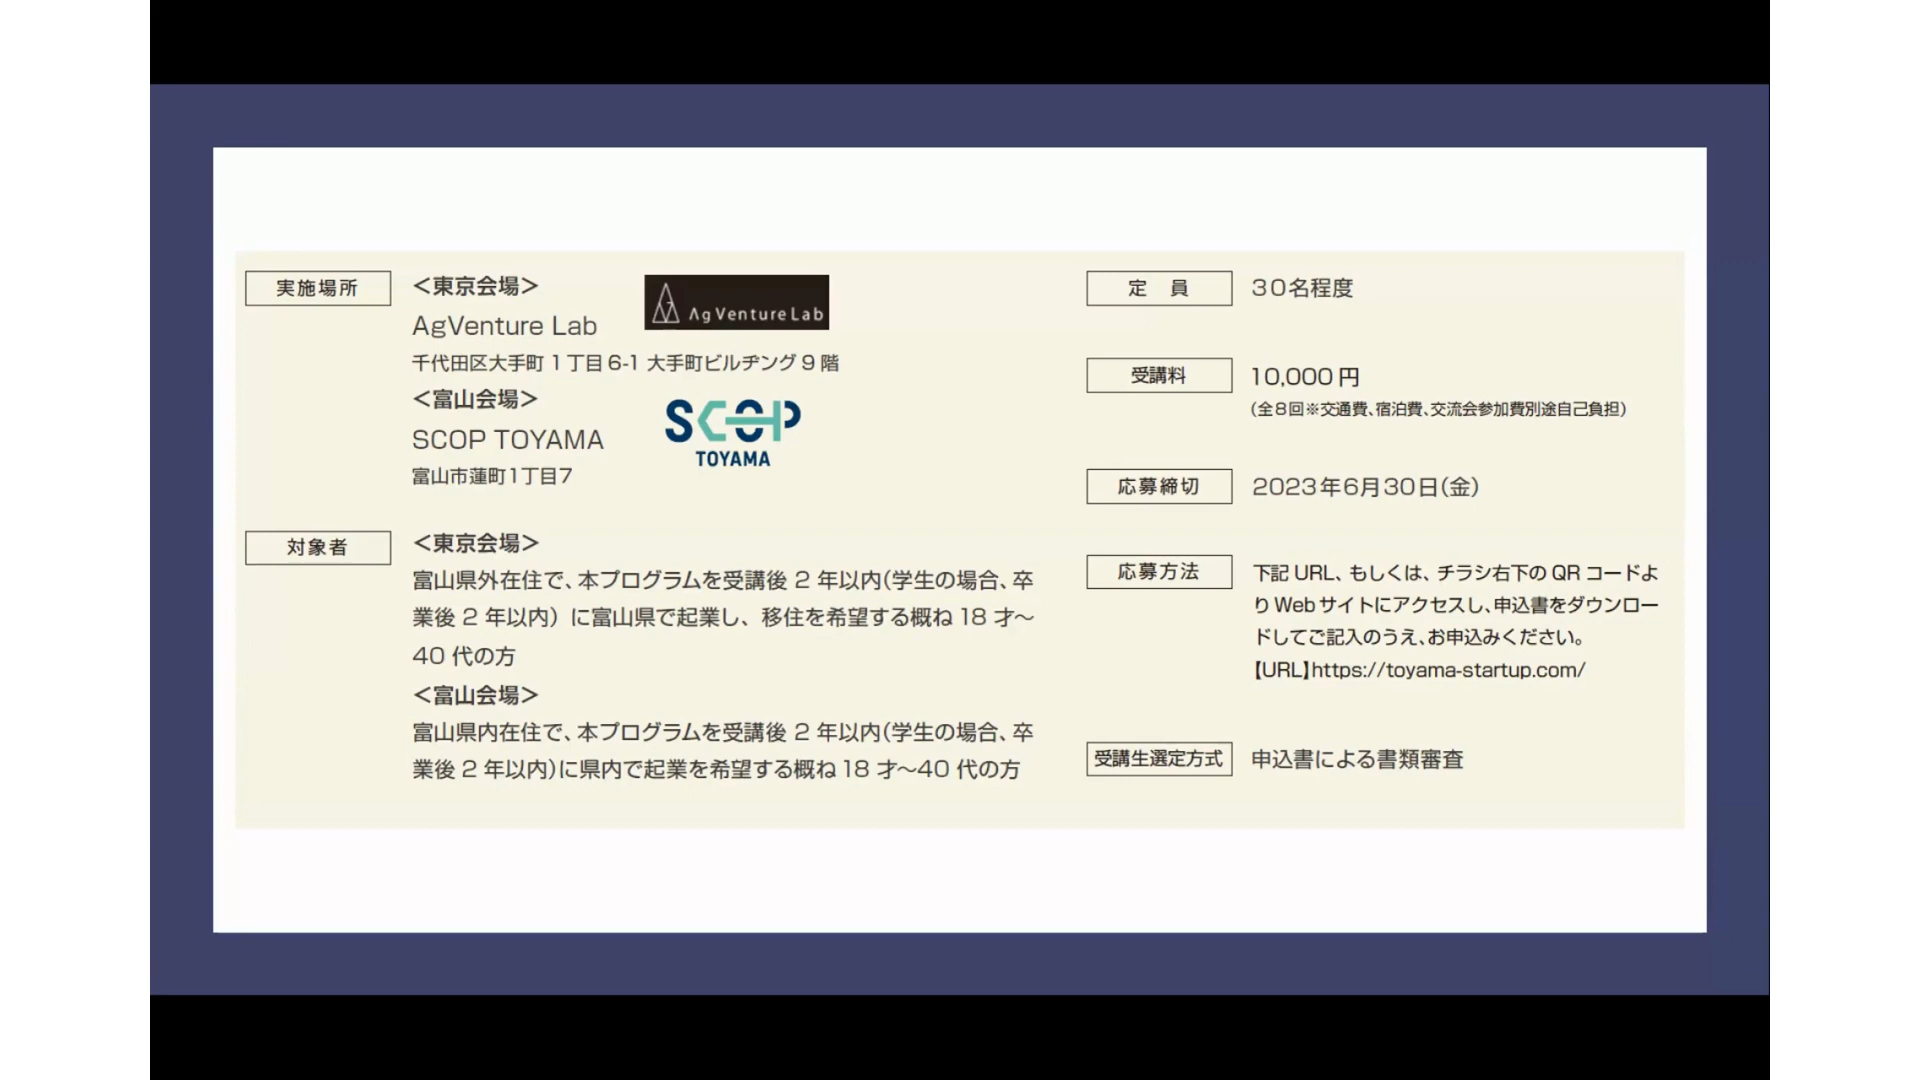 実施場所
＜東京会場＞
AgVenture Lab
AgVentureLab
千代田区大手町 1 丁目 6-1 大手町ビルヂング 9 階
＜富山会場＞
SCOP TOYAMA
SCOP
TOYAMA
富山市蓮町1丁目7
対象者
＜東京会場＞
富山県外在住で、本プログラムを受講後 2 年以内(学生の場合、卒
業後 2 年以内) に富山県で起業し、移住を希望する概ね 18 才～
40 代の方
＜富山会場＞
富山県内在住で、本プログラムを受講後 2 年以内(学生の場合、卒
業後 2 年以内)に県内で起業を希望する概ね 18 才～40 代の方
定　員
30名程度
受講料
10,000 円
(全8回※交通費、宿泊費、交流会参加費別途自己負担)
応募締切
2023年6月30日(金)
応募方法
下記 URL、もしくは、チラシ右下の QR コードよ
り Web サイトにアクセスし、申込書をダウンロー
ドしてご記入のうえ、お申込みください。
【URL】https://toyama-startup.com/
受講生選定方式
申込書による書類審査